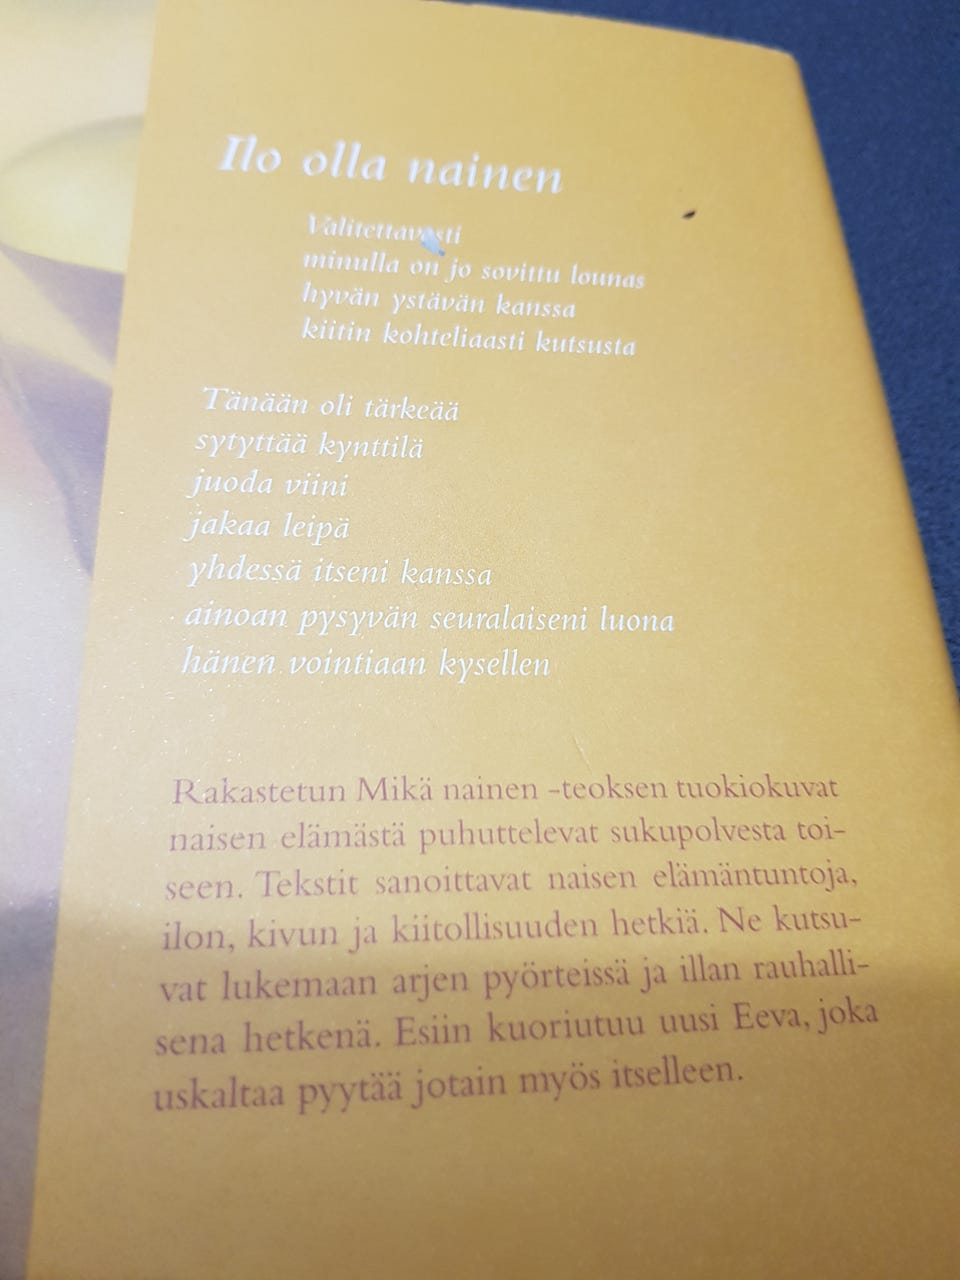 Ilo olla nainen
Valitettavasti
minulla on jo sovittu lounas
hyvän ystävän kanssa
kiitin kohteliaasti kutsusta
Tänään oli tärkeää
sytyttää kynttilä
juoda viini
jakaa leipä
yhdessä itseni kanssa
ainoan pysyvän seuralaiseni luona
hänen vointiaan kysellen
Rakastetun Mikä nainen -teoksen tuokiokuvat
naisen elämästä puhuttelevat sukupolvesta toi-
seen. Tekstit sanoittavat naisen elämäntuntoja,
ilon, kivun ja kiitollisuuden hetkiä. Ne kutsu-
vat lukemaan arjen pyörteissä ja illan rauhalli-
sena hetkenä. Esiin kuoriutuu uusi Eeva, joka
uskaltaa pyytää jotain myös itselleen.